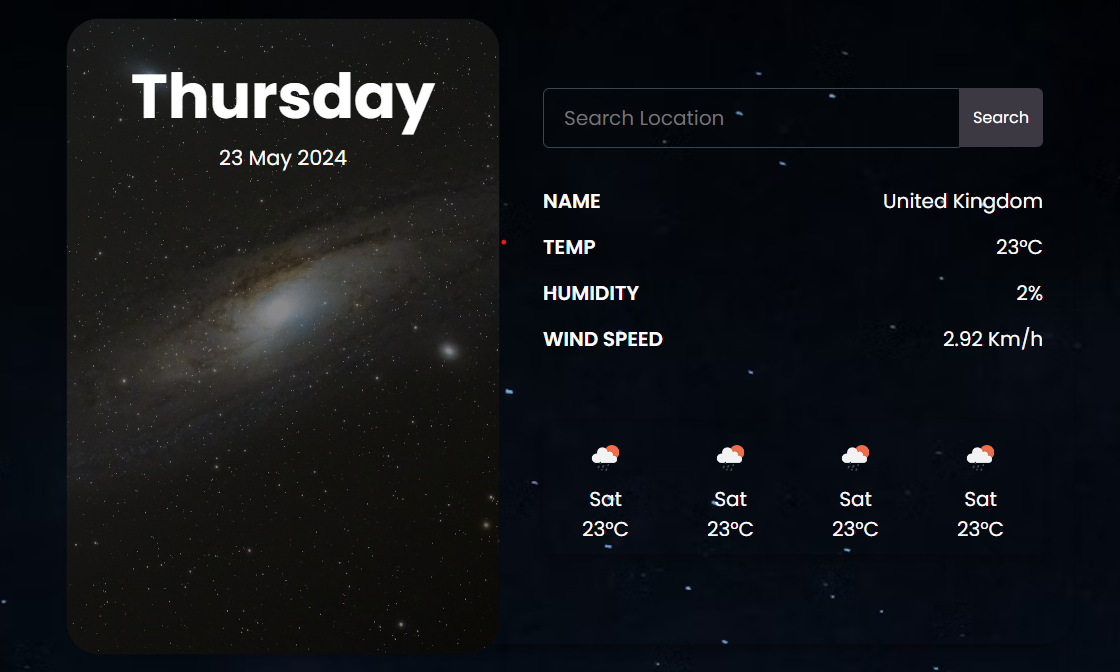 Thursday
23 May 2024
Search Location Search
NAME United Kingdom
TEMP 23°C
HUMIDITY 2%
WIND SPEED 2.92 Km/h
Sat Sat Sat Sat
23°C 23°C 23°C 23°C